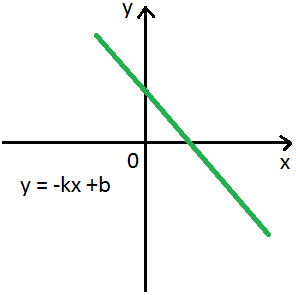 y
0
x
y = -kx +b